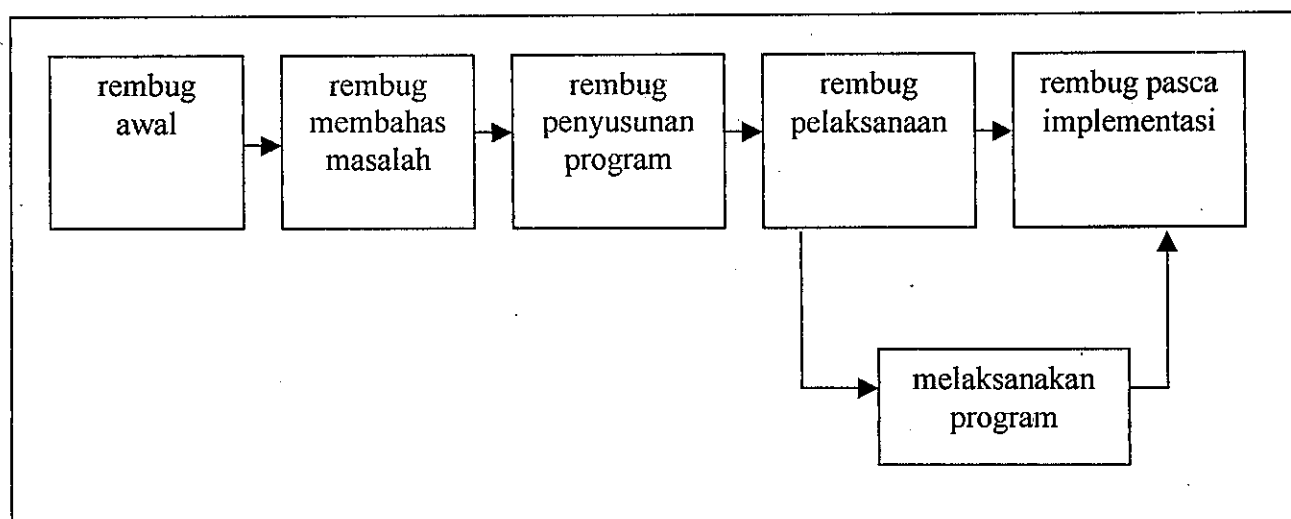 rembug
awal
rembug
membahas
masalah
rembug
penyusunan
program
rembug
pelaksanaan
rembug pasca
implementasi
melaksanakan
program